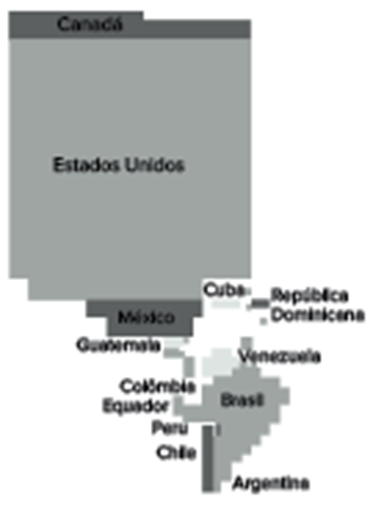 Canadá
Estados Unidos
Cuba
República
Dominicana
México
Guatemala
Venezuela
Colômbia
Equador
Brasil
Peru
Chile
Argentina